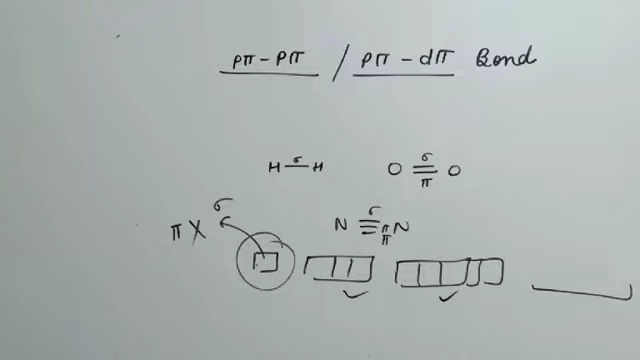 pπ-pπ / pπ-dπ Bond
H σ H O σ π O
N σ π π N
π X σ